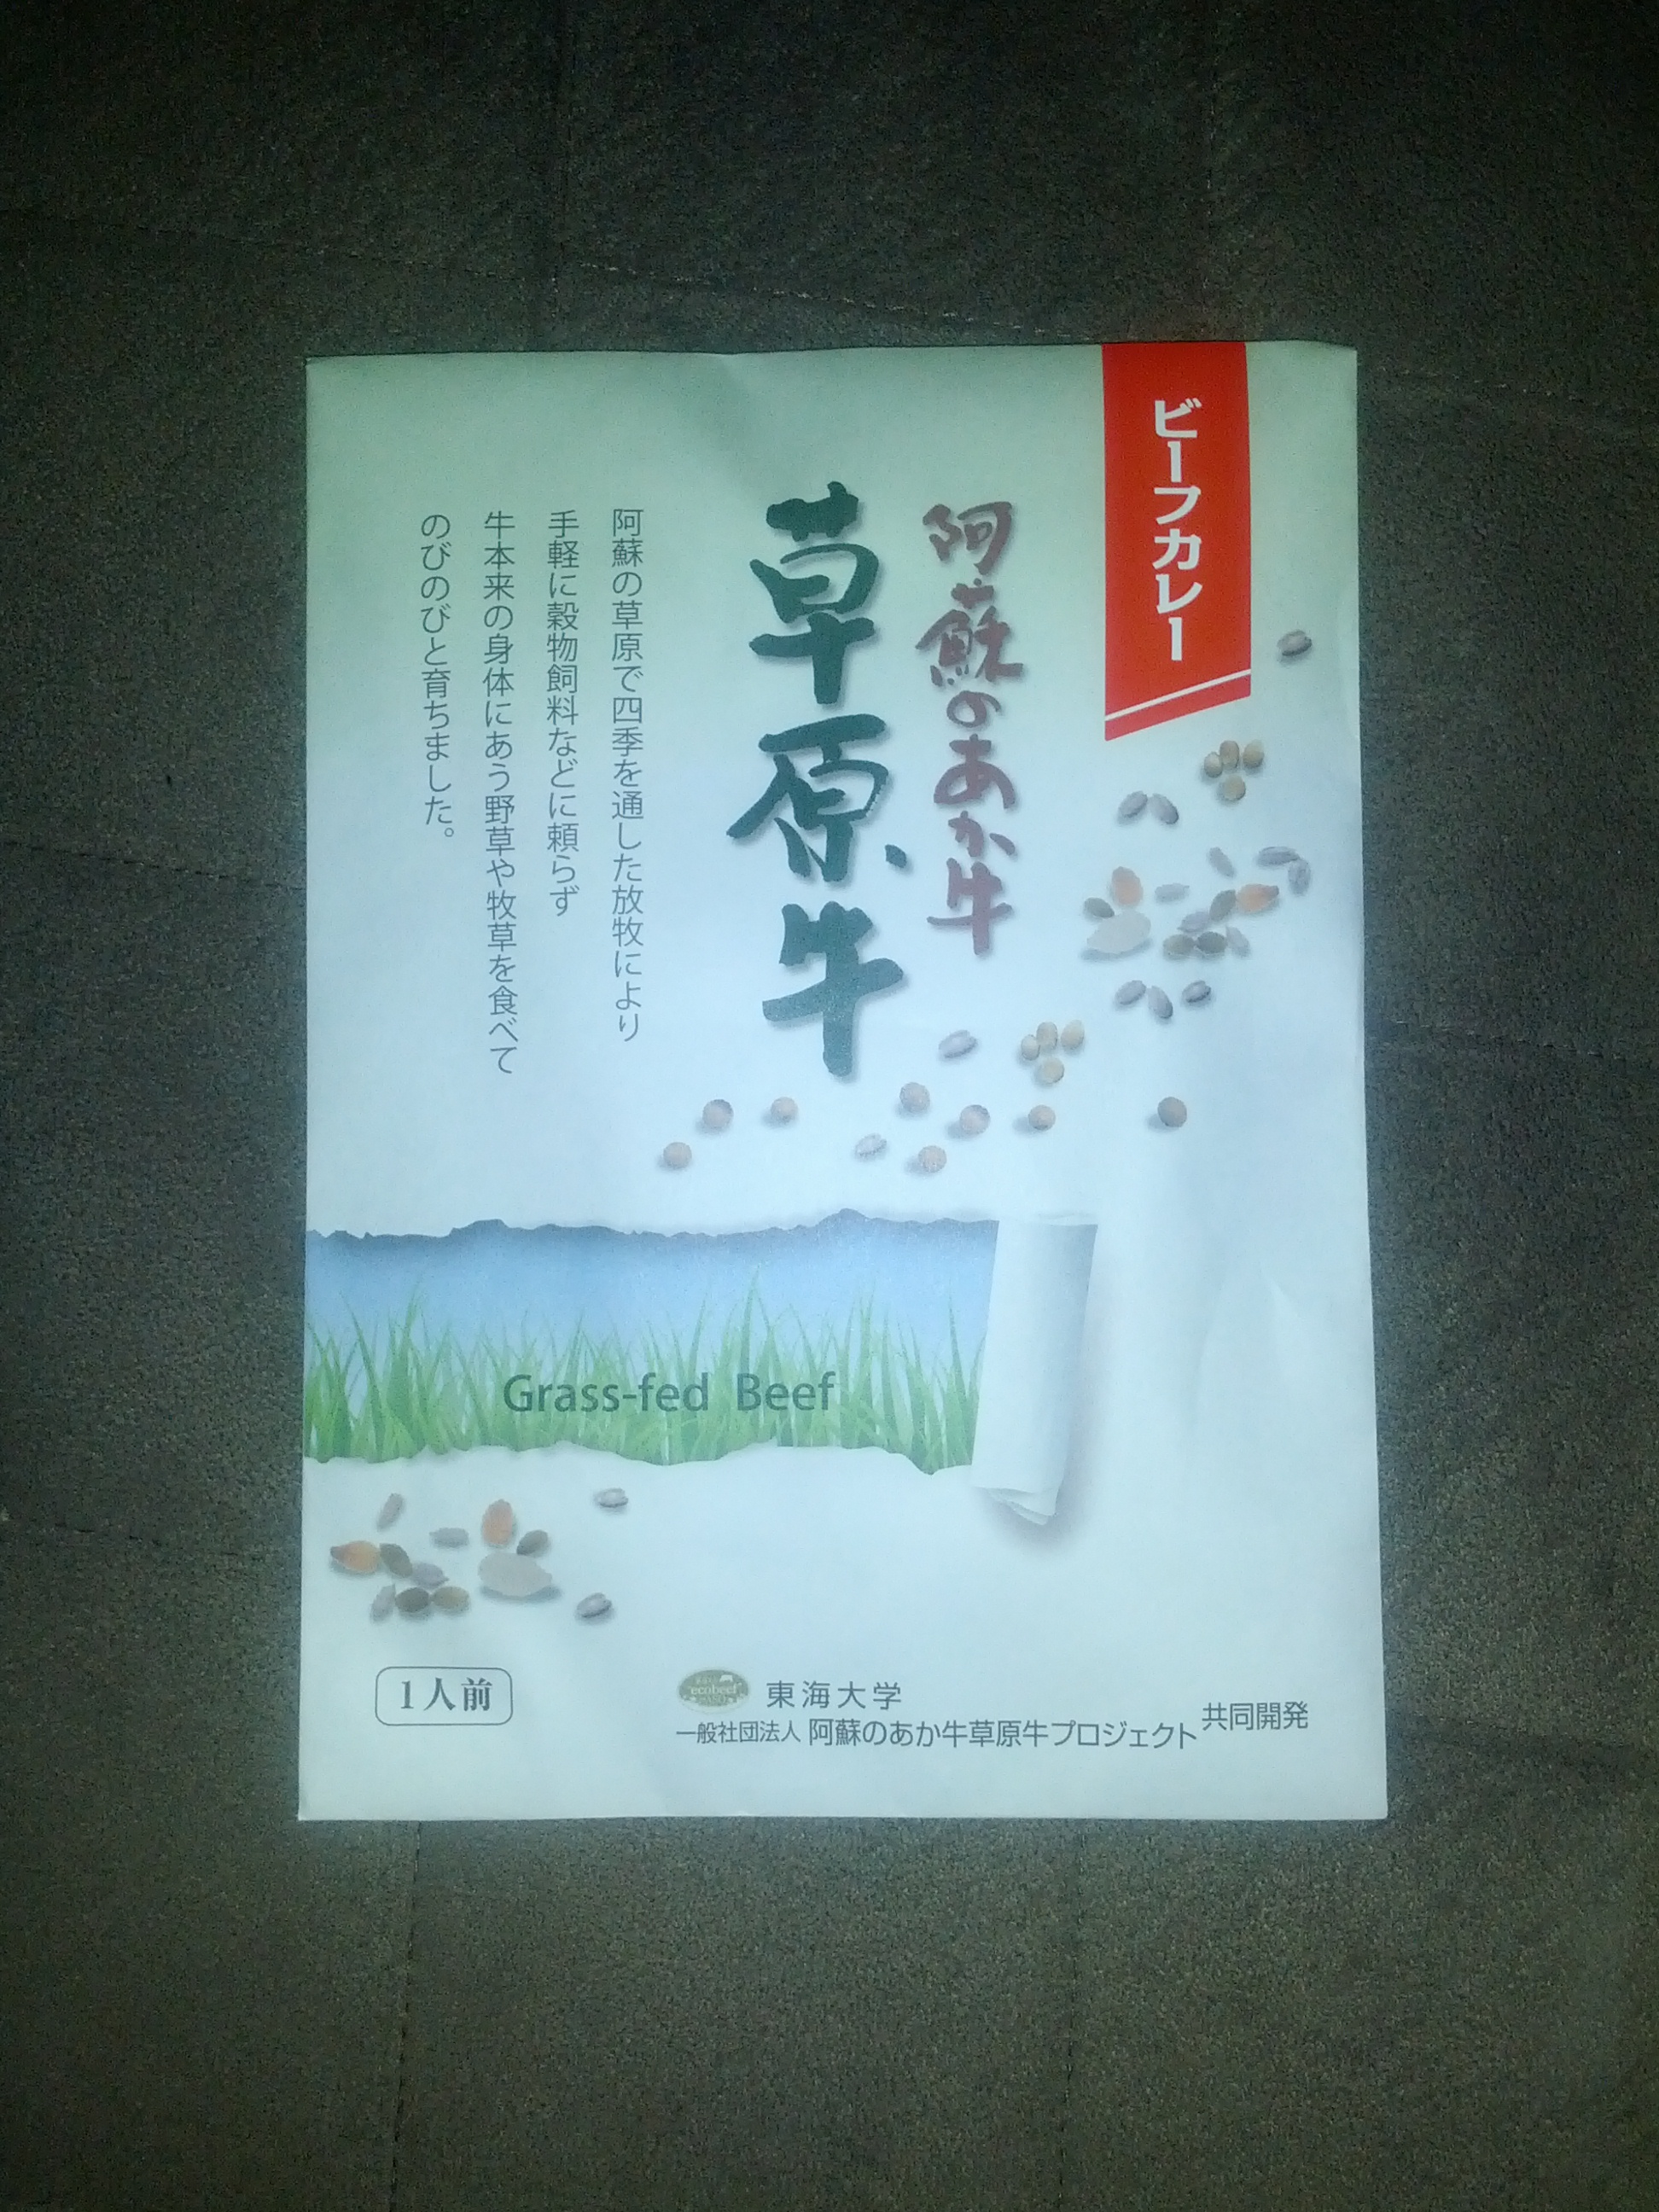 ビーフカレー
阿蘇のあか牛
草原牛
阿蘇の草原で四季を通した放牧により
手軽に穀物飼料などに頼らず
牛本来の身体にあう野草や牧草を食べて
のびのびと育ちました。
Grass-fed Beef
1人前
ecobeef
東海大学
一般社団法人 阿蘇のあか牛草原牛プロジェクト
共同開発